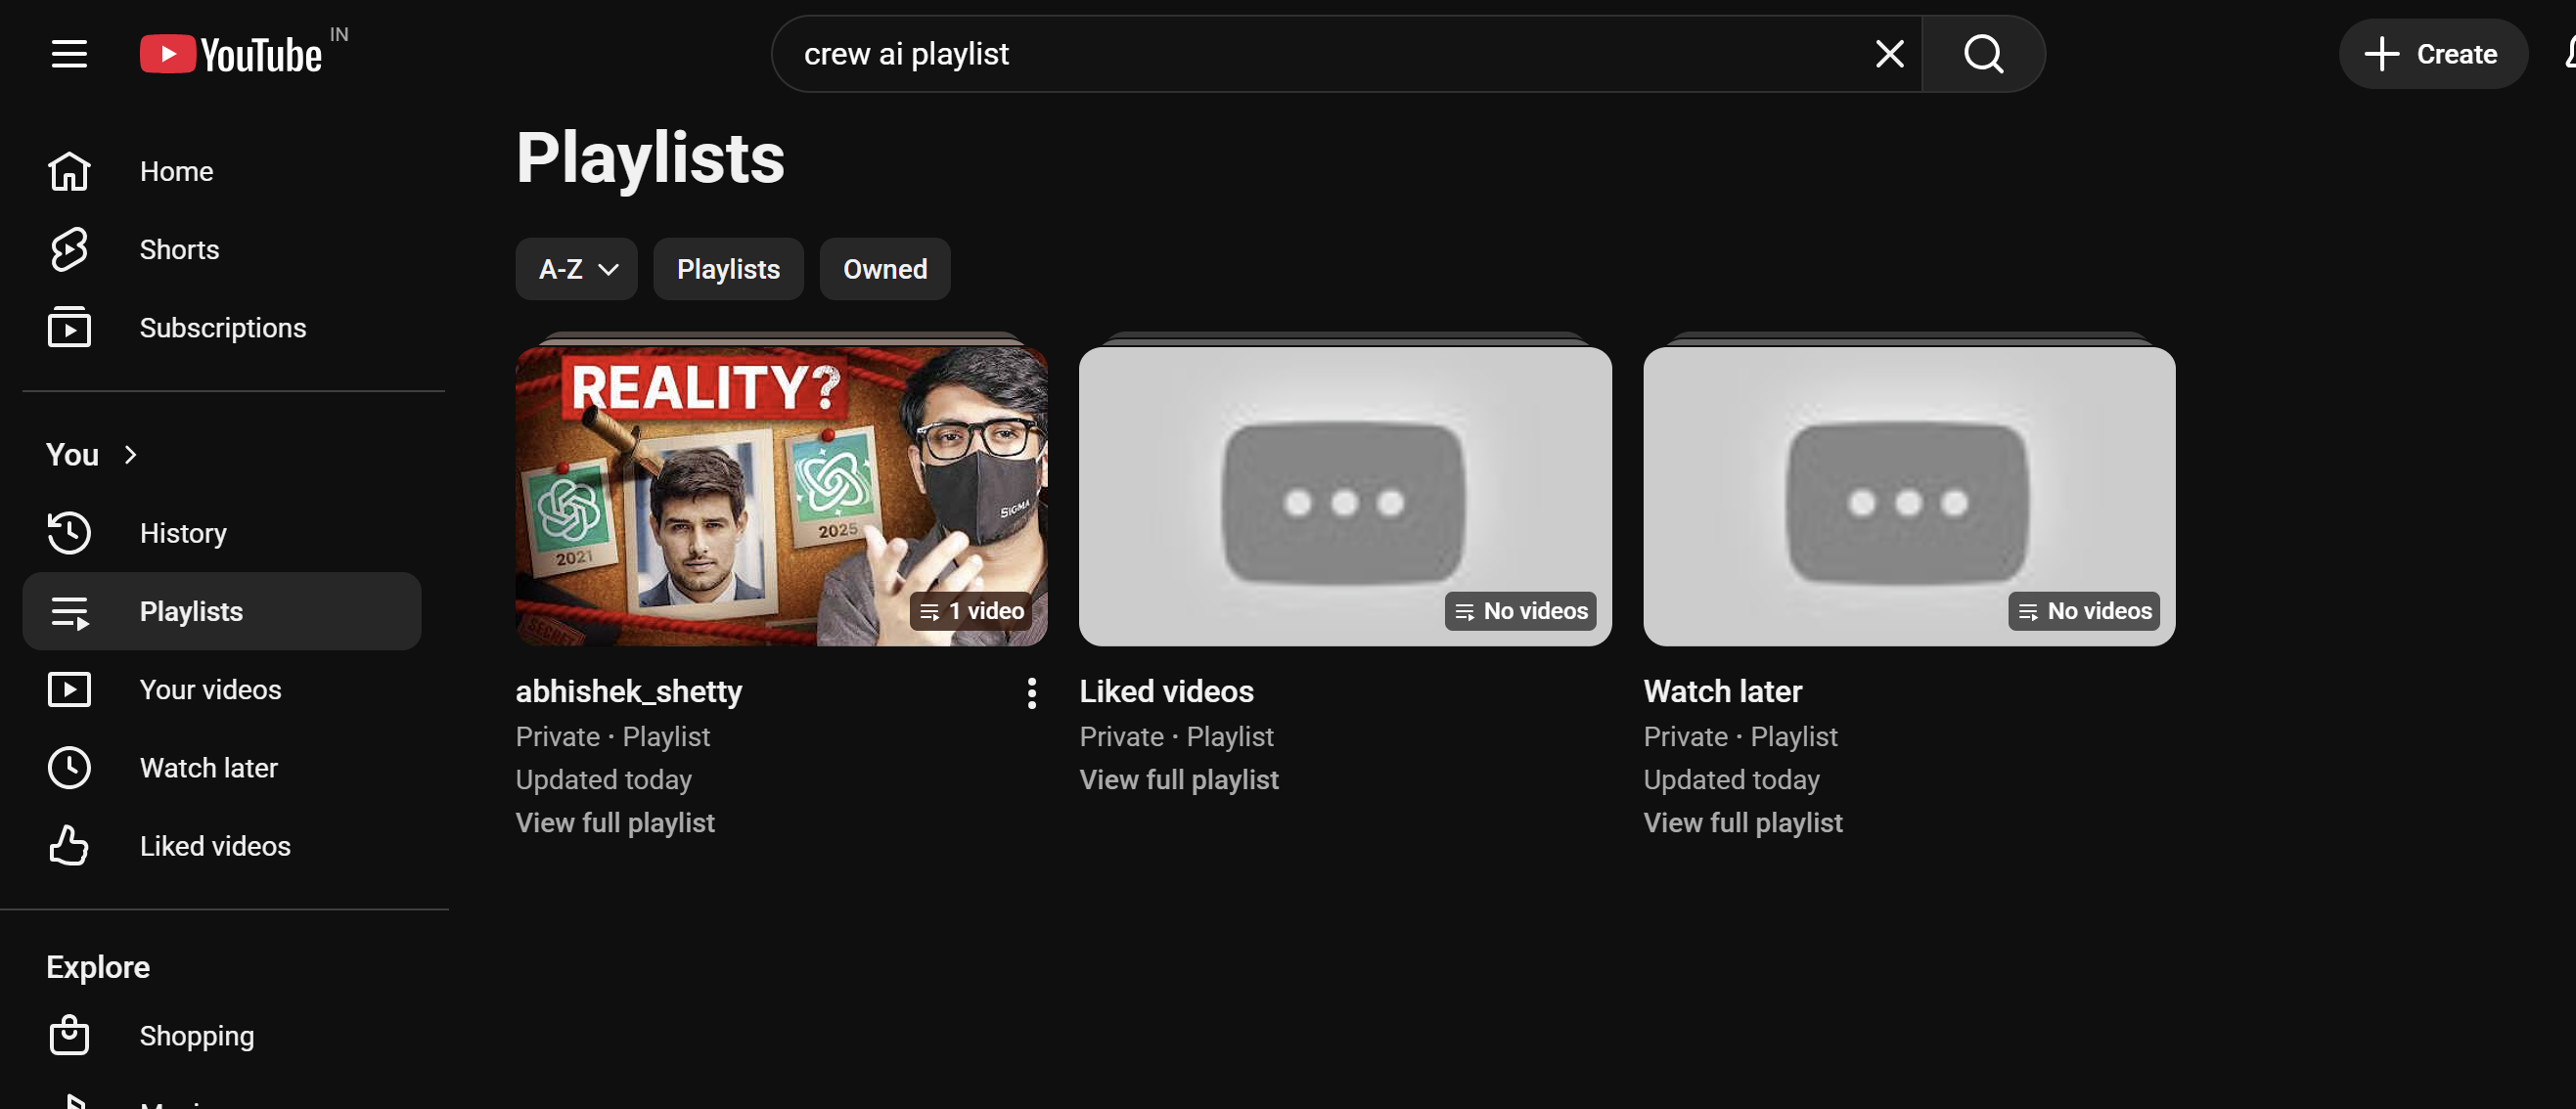 YouTube IN
crew ai playlist
Create
Home
Shorts
Subscriptions
You
History
Playlists
Your videos
Watch later
Liked videos
Explore
Shopping
Playlists
A-Z
Playlists
Owned
REALITY?
2021
2025
SIGMA
SECRET
1 video
abhishek_shetty
Private · Playlist
Updated today
View full playlist
No videos
Liked videos
Private · Playlist
View full playlist
No videos
Watch later
Private · Playlist
Updated today
View full playlist